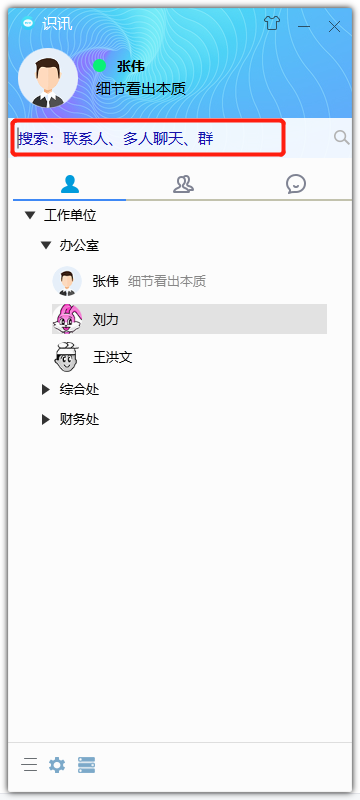 识讯
张伟
细节看出本质
搜索：联系人、多人聊天、群
工作单位
办公室
张伟 细节看出本质
刘力
王洪文
综合处
财务处